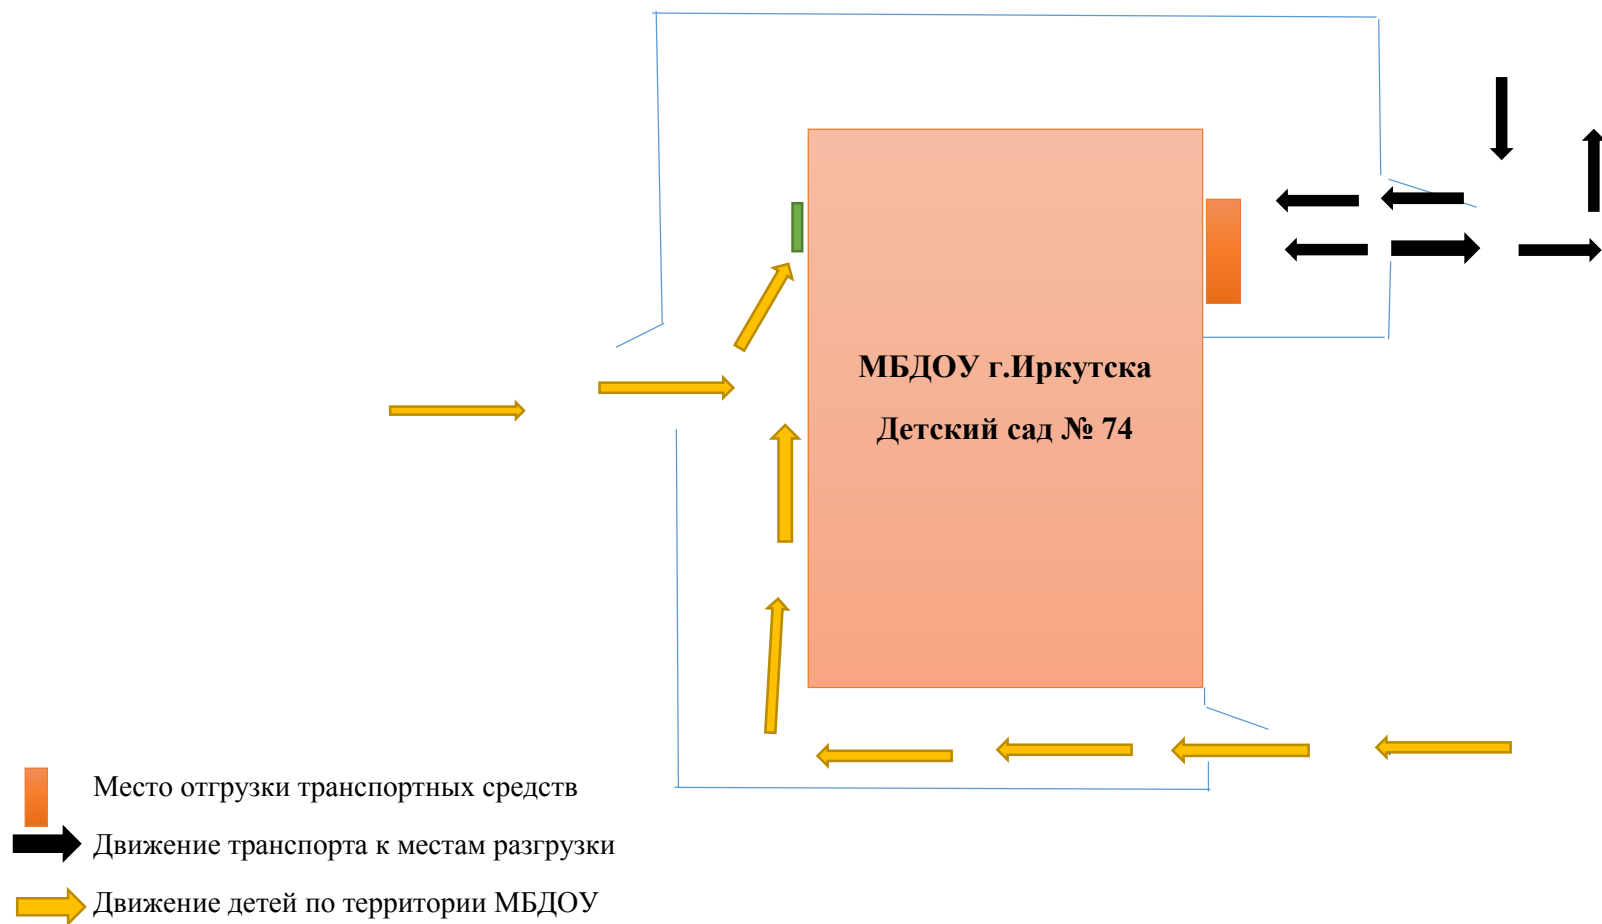 МБДОУ г.Иркутска
Детский сад № 74
Место отгрузки транспортных средств
Движение транспорта к местам разгрузки
Движение детей по территории МБДОУ